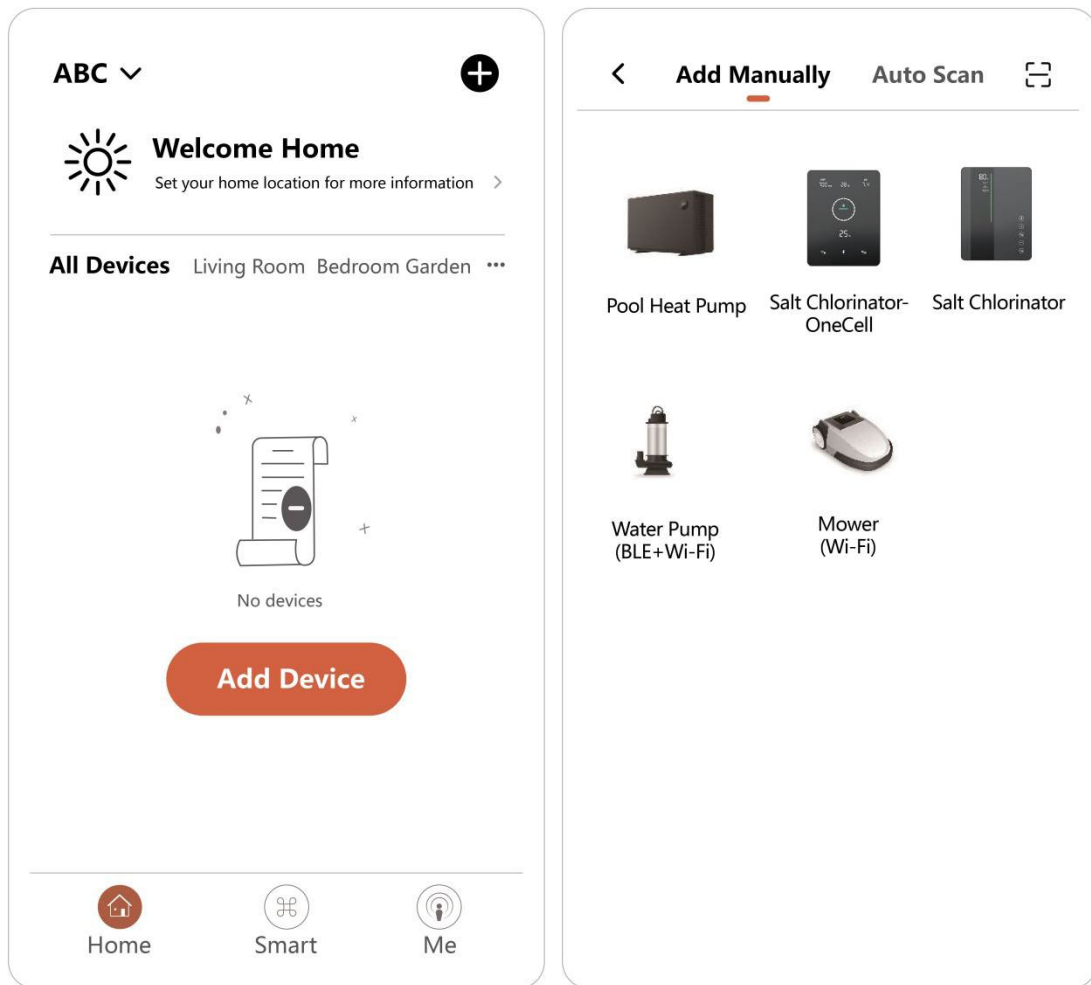 ABC
Welcome Home
Set your home location for more information
All Devices Living Room Bedroom Garden •••
No devices
Add Device
Home Smart Me
Add Manually Auto Scan
Pool Heat Pump
Salt Chlorinator-
OneCell
Salt Chlorinator
Water Pump
(BLE+Wi-Fi)
Mower
(Wi-Fi)